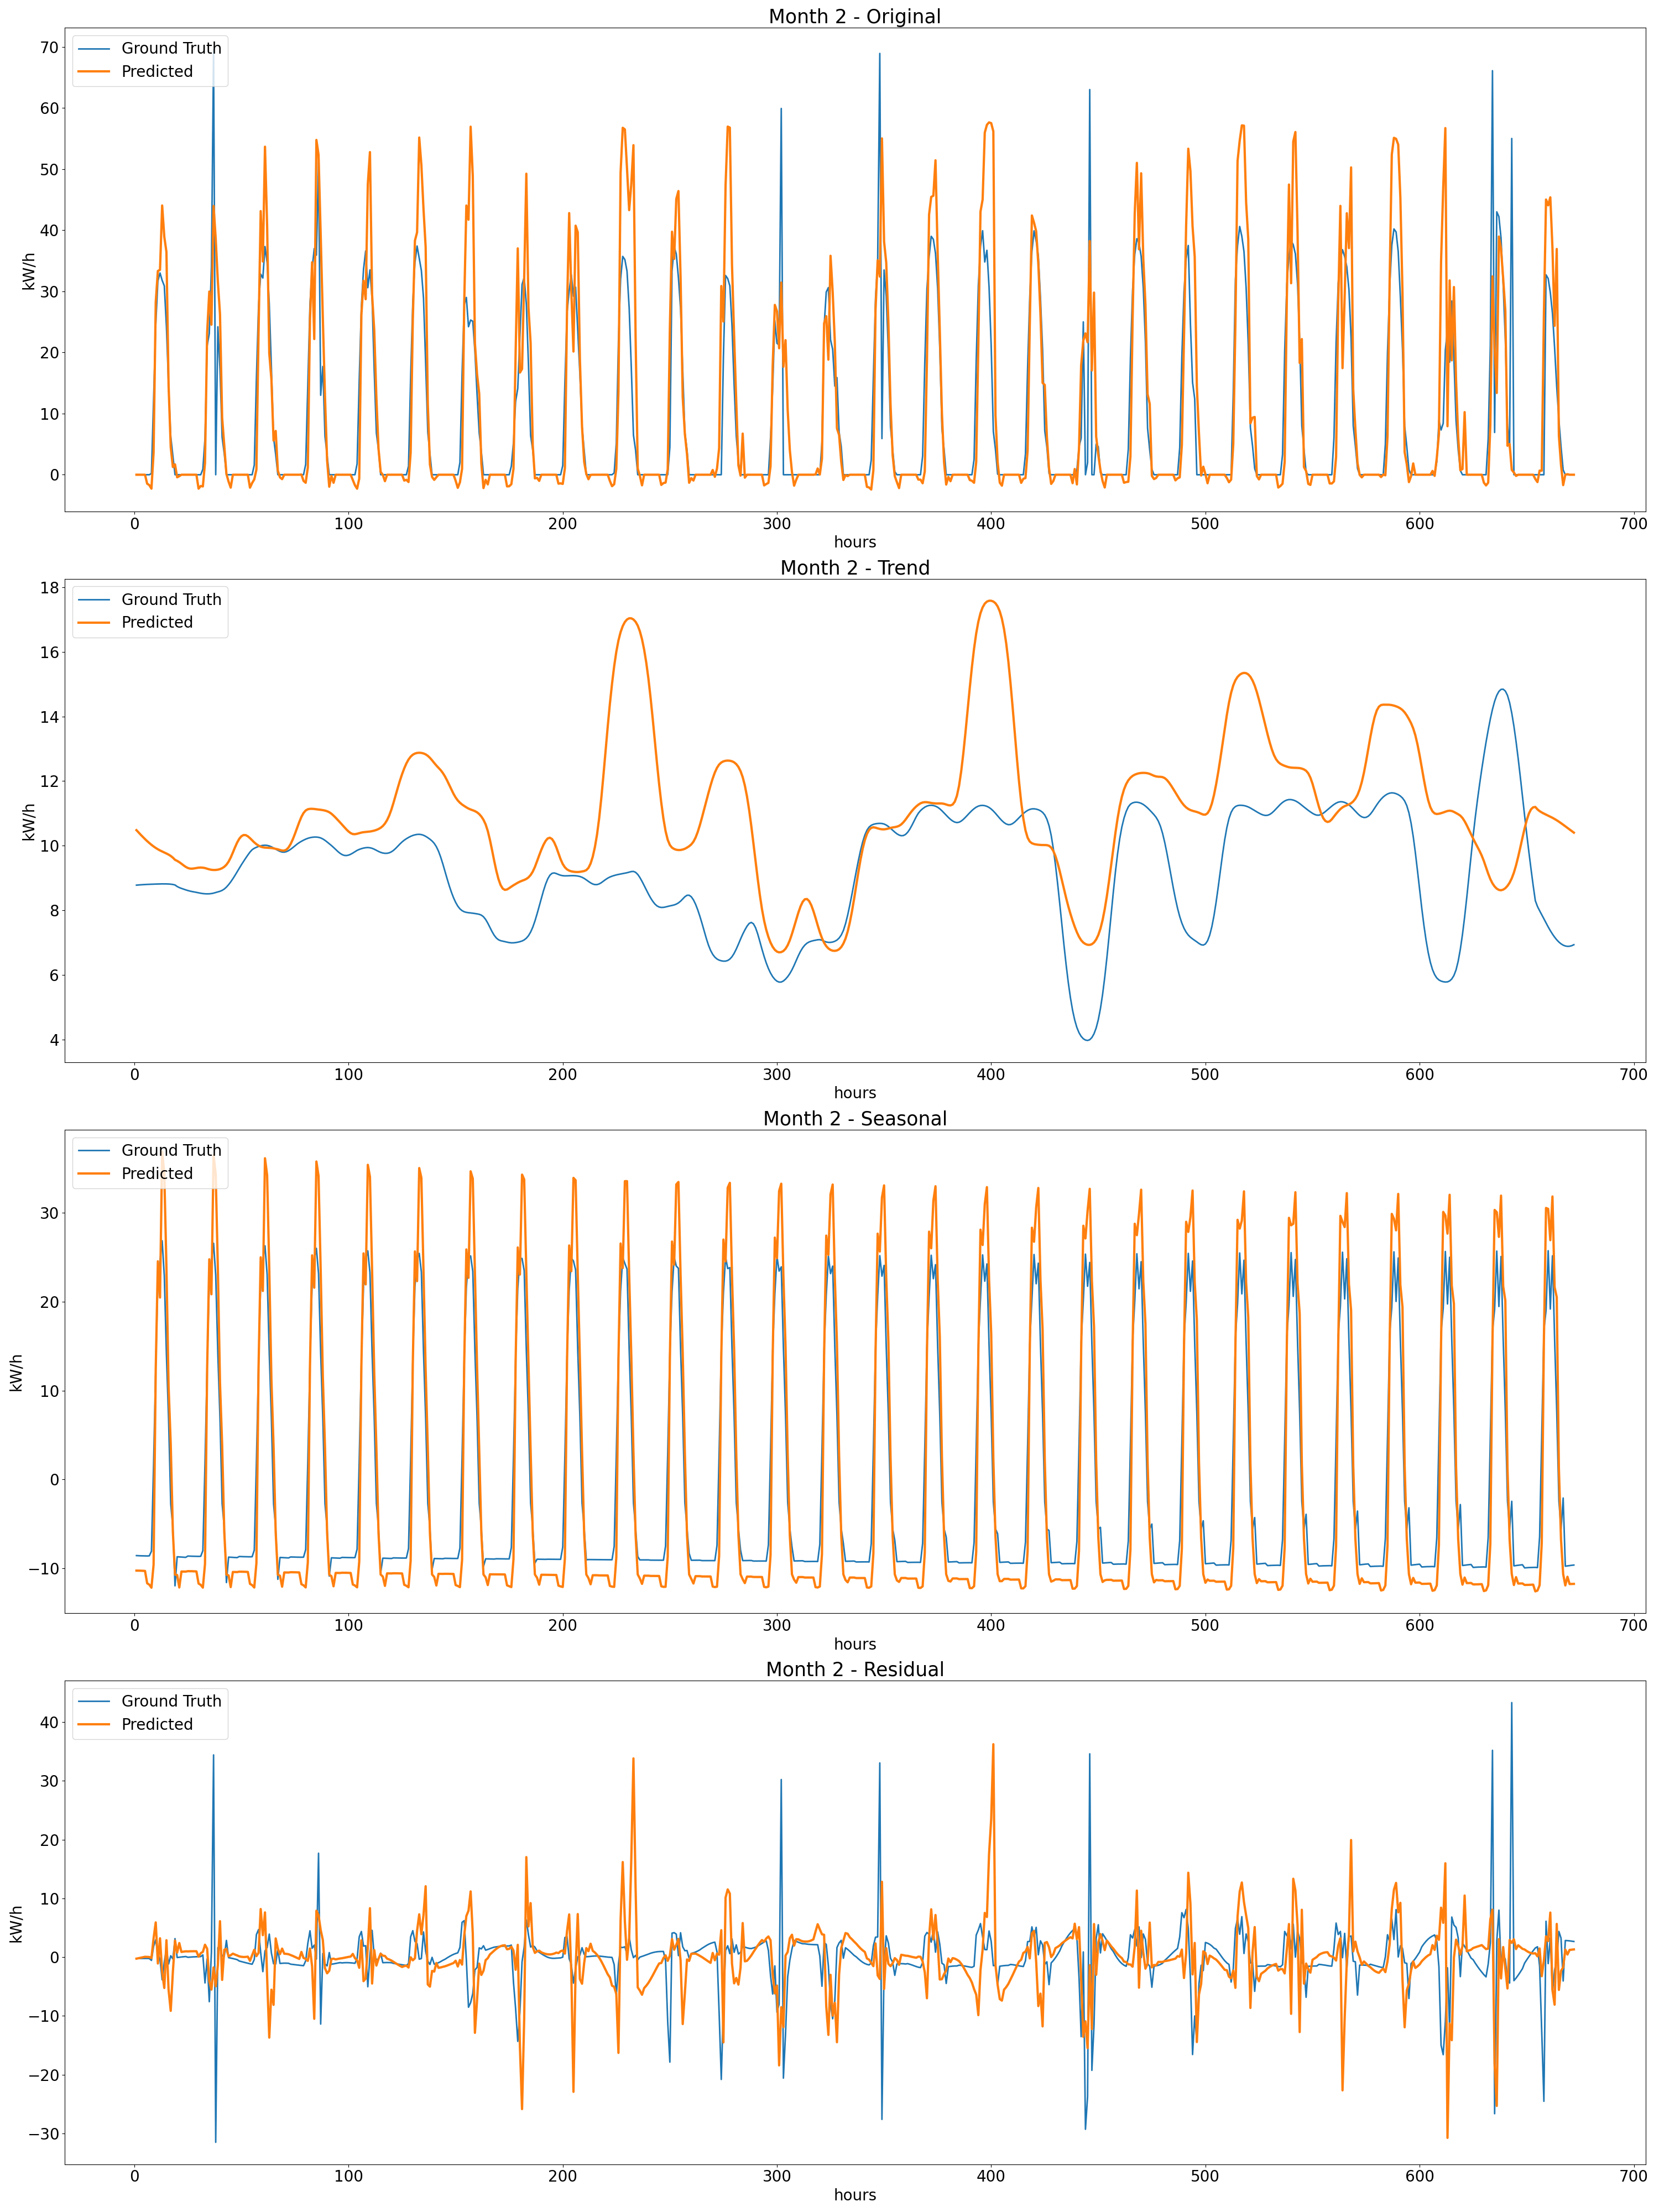 Month 2 - Original
Ground Truth
Predicted
70
60
50
40
30
20
10
0
kW/h
0 100 200 300 400 500 600 700
hours
Month 2 - Trend
Ground Truth
Predicted
18
16
14
12
10
8
6
4
kW/h
0 100 200 300 400 500 600 700
hours
Month 2 - Seasonal
Ground Truth
Predicted
30
20
10
0
−10
kW/h
0 100 200 300 400 500 600 700
hours
Month 2 - Residual
Ground Truth
Predicted
40
30
20
10
0
−10
−20
−30
kW/h
0 100 200 300 400 500 600 700
hours